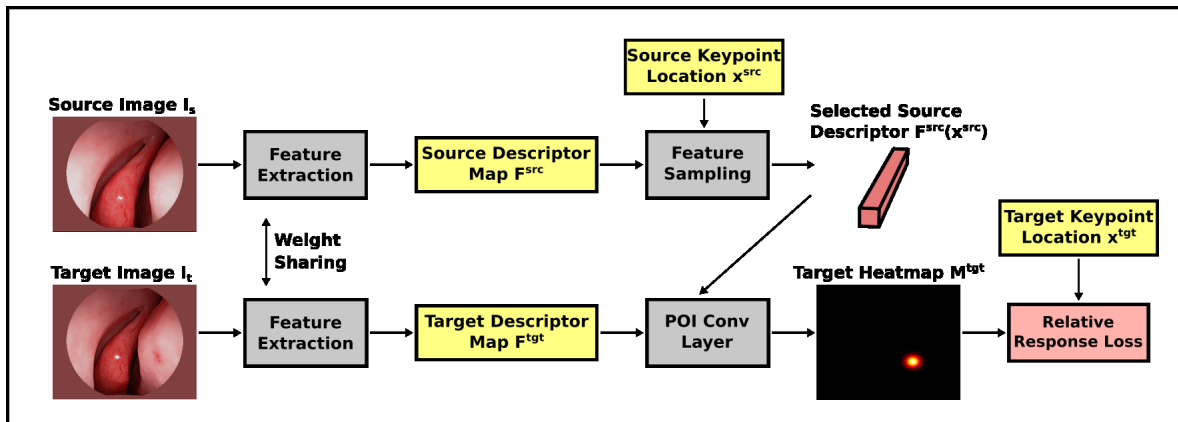 Source Keypoint
Location x^src
Source Image I_s
Selected Source
Descriptor F^src(x^src)
Feature
Extraction
Source Descriptor
Map F^src
Feature
Sampling
Weight
Sharing
Target Keypoint
Location x^tgt
Target Image I_t
Target Heatmap M^tgt
Feature
Extraction
Target Descriptor
Map F^tgt
POI Conv
Layer
Relative
Response Loss